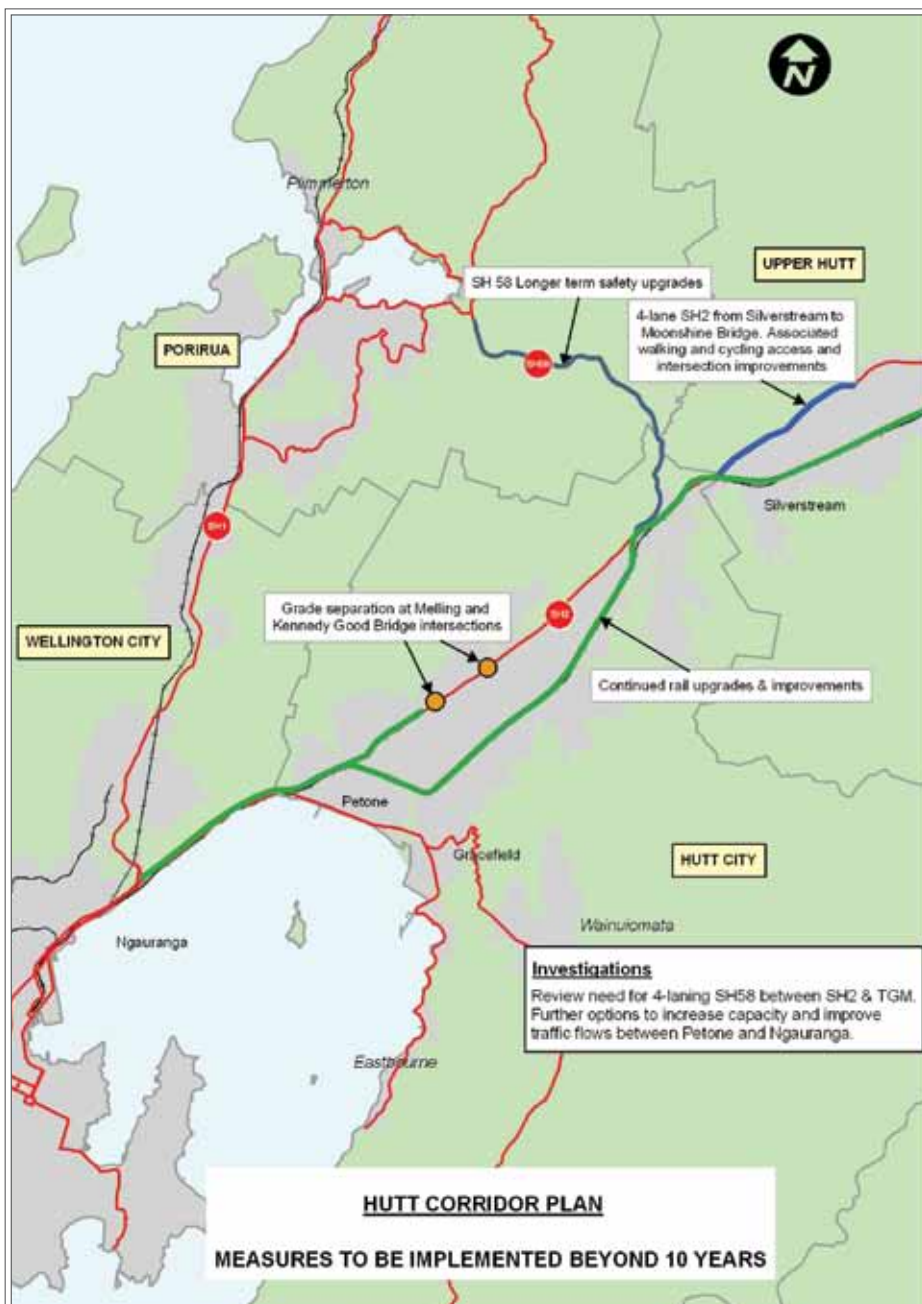 N
Plimmerton
SH 58 Longer term safety upgrades
UPPER HUTT
4-lane SH2 from Silverstream to
Moonshine Bridge. Associated
walking and cycling access and
intersection improvements
PORIRUA
SH58
Silverstream
SH1
Grade separation at Melling and
Kennedy Good Bridge intersections
SH2
WELLINGTON CITY
Continued rail upgrades & improvements
Petone
Gracefield
HUTT CITY
Wainuiomata
Ngauranga
Investigations
Review need for 4-laning SH58 between SH2 & TGM.
Further options to increase capacity and improve
traffic flows between Petone and Ngauranga.
Eastbourne
HUTT CORRIDOR PLAN
MEASURES TO BE IMPLEMENTED BEYOND 10 YEARS